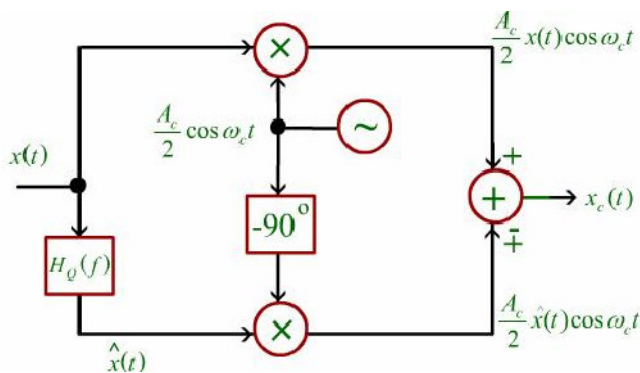 A_c/2 x(t) cos ω_c t
×
A_c/2 cos ω_c t
~
x(t)
+
-90°
+
x_c(t)
H_Q(f)
∓
×
x̂(t)
A_c/2 x̂(t) cos ω_c t